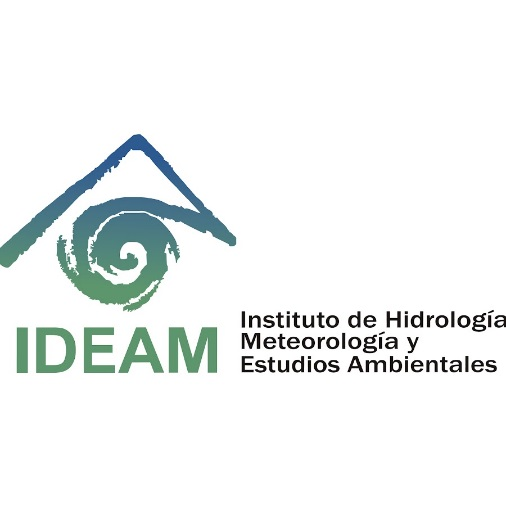 IDEAM
Instituto de Hidrología
Meteorología y
Estudios Ambientales